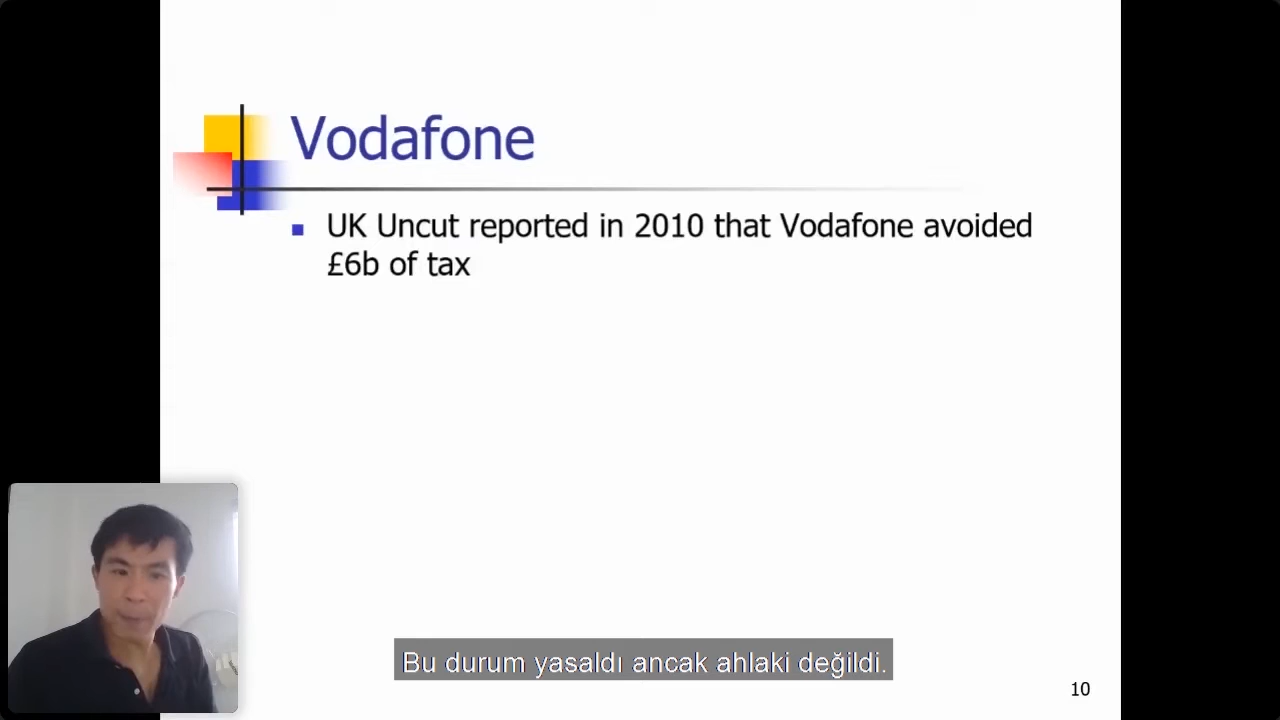 Vodafone
UK Uncut reported in 2010 that Vodafone avoided
£6b of tax
Bu durum yasaldı ancak ahlaki değildi.
10